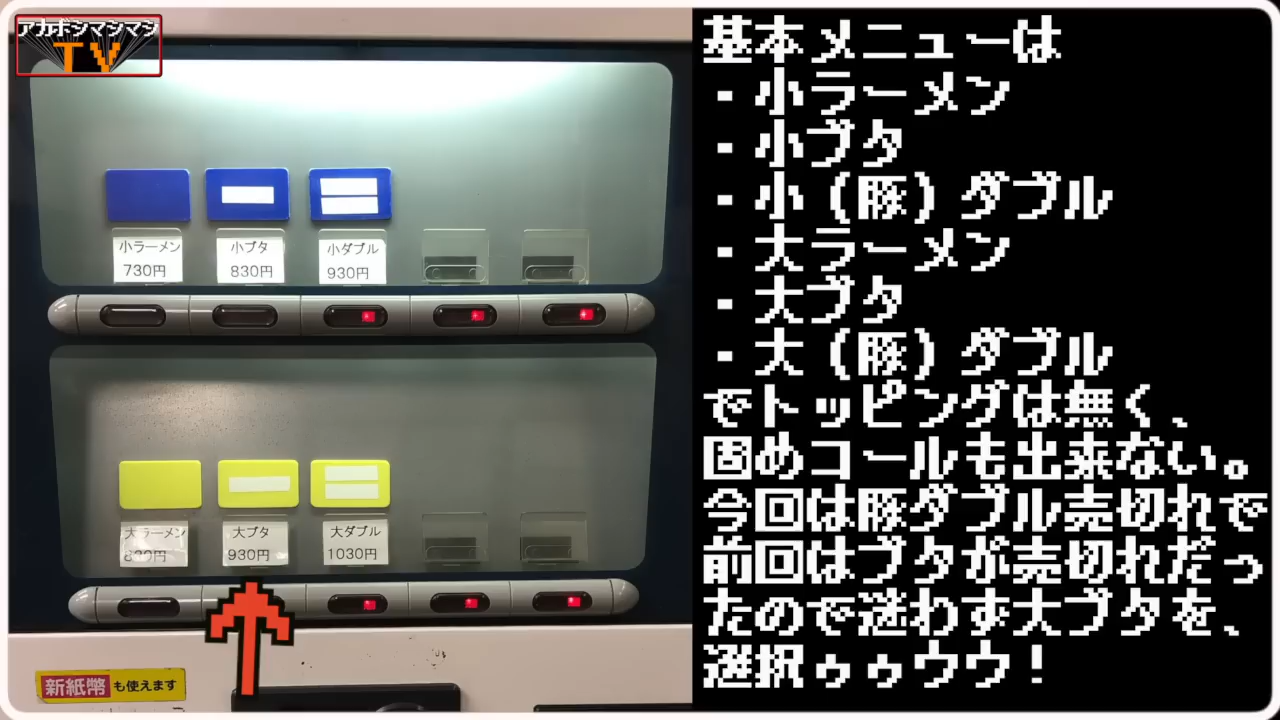 アカボシマシマシ
TV
小ラーメン
730円
小ブタ
830円
小ダブル
930円
大ラーメン
830円
大ブタ
930円
大ダブル
1030円
新紙幣も使えます
基本メニューは
・小ラーメン
・小ブタ
・小(豚)ダブル
・大ラーメン
・大ブタ
・大(豚)ダブル
でトッピングは無く、
固めコールも出来ない。
今回は豚ダブル売切れで
前回はブタが売切れだっ
たので迷わず大ブタを、
選択ゥゥウウ!